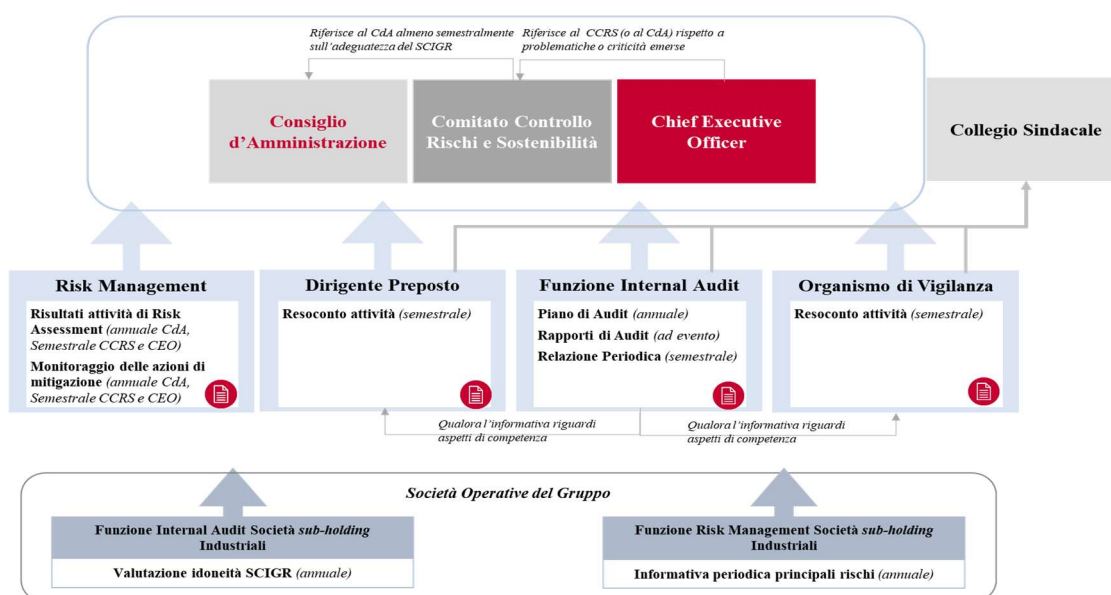 Riferisce al CdA almeno semestralmente
sull'adeguatezza del SCIGR
Riferisce al CCRS (o al CdA) rispetto a
problematiche o criticità emerse
Consiglio
d'Amministrazione
Comitato Controllo
Rischi e Sostenibilità
Chief Executive
Officer
Collegio Sindacale
Risk Management
Risultati attività di Risk
Assessment (annuale CdA,
Semestrale CCRS e CEO)
Monitoraggio delle azioni di
mitigazione (annuale CdA,
Semestrale CCRS e CEO)
Dirigente Preposto
Resoconto attività (semestrale)
Funzione Internal Audit
Piano di Audit (annuale)
Rapporti di Audit (ad evento)
Relazione Periodica (semestrale)
Organismo di Vigilanza
Resoconto attività (semestrale)
Qualora l'informativa riguardi
aspetti di competenza
Qualora l'informativa riguardi
aspetti di competenza
Società Operative del Gruppo
Funzione Internal Audit Società sub-holding
Industriali
Valutazione idoneità SCIGR (annuale)
Funzione Risk Management Società sub-holding
Industriali
Informativa periodica principali rischi (annuale)